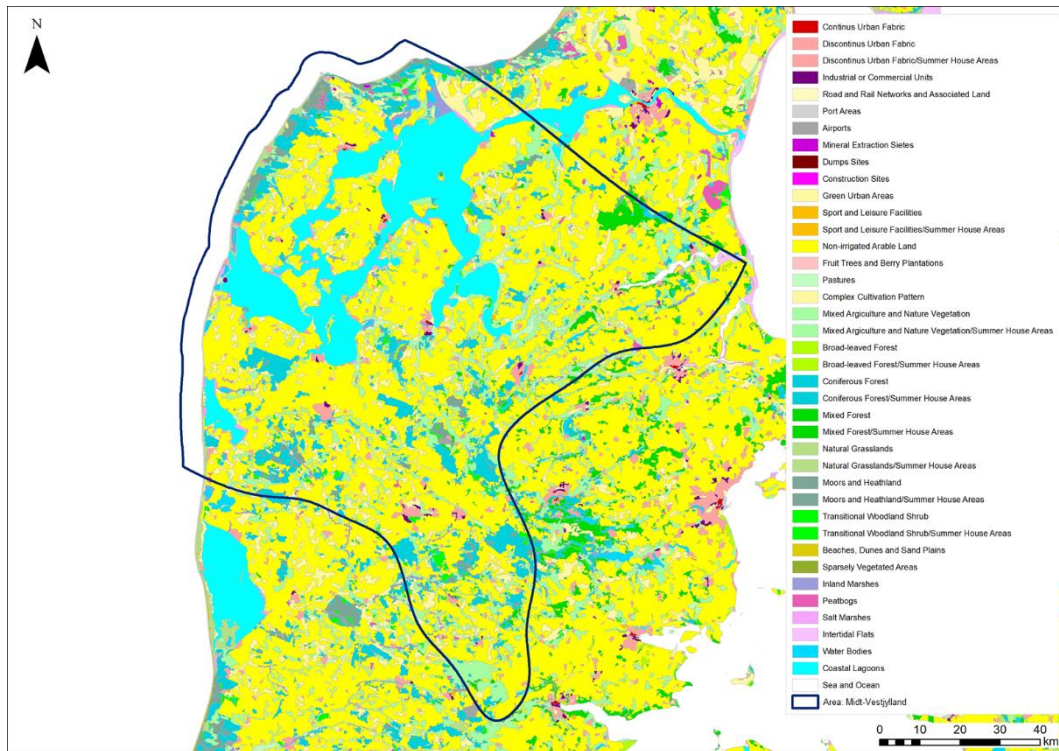 N
Continus Urban Fabric
Discontinus Urban Fabric
Discontinus Urban Fabric/Summer House Areas
Industrial or Commercial Units
Road and Rail Networks and Associated Land
Port Areas
Airports
Mineral Extraction Sietes
Dumps Sites
Construction Sites
Green Urban Areas
Sport and Leisure Facilities
Sport and Leisure Facilities/Summer House Areas
Non-irrigated Arable Land
Fruit Trees and Berry Plantations
Pastures
Complex Cultivation Pattern
Mixed Argiculture and Nature Vegetation
Mixed Argiculture and Nature Vegetation/Summer House Areas
Broad-leaved Forest
Broad-leaved Forest/Summer House Areas
Coniferous Forest
Coniferous Forest/Summer House Areas
Mixed Forest
Mixed Forest/Summer House Areas
Natural Grasslands
Natural Grasslands/Summer House Areas
Moors and Heathland
Moors and Heathland/Summer House Areas
Transitional Woodland Shrub
Transitional Woodland Shrub/Summer House Areas
Beaches, Dunes and Sand Plains
Sparsely Vegetated Areas
Inland Marshes
Peatbogs
Salt Marshes
Intertidal Flats
Water Bodies
Coastal Lagoons
Sea and Ocean
Area: Midt-Vestjylland
0 10 20 30 40
km